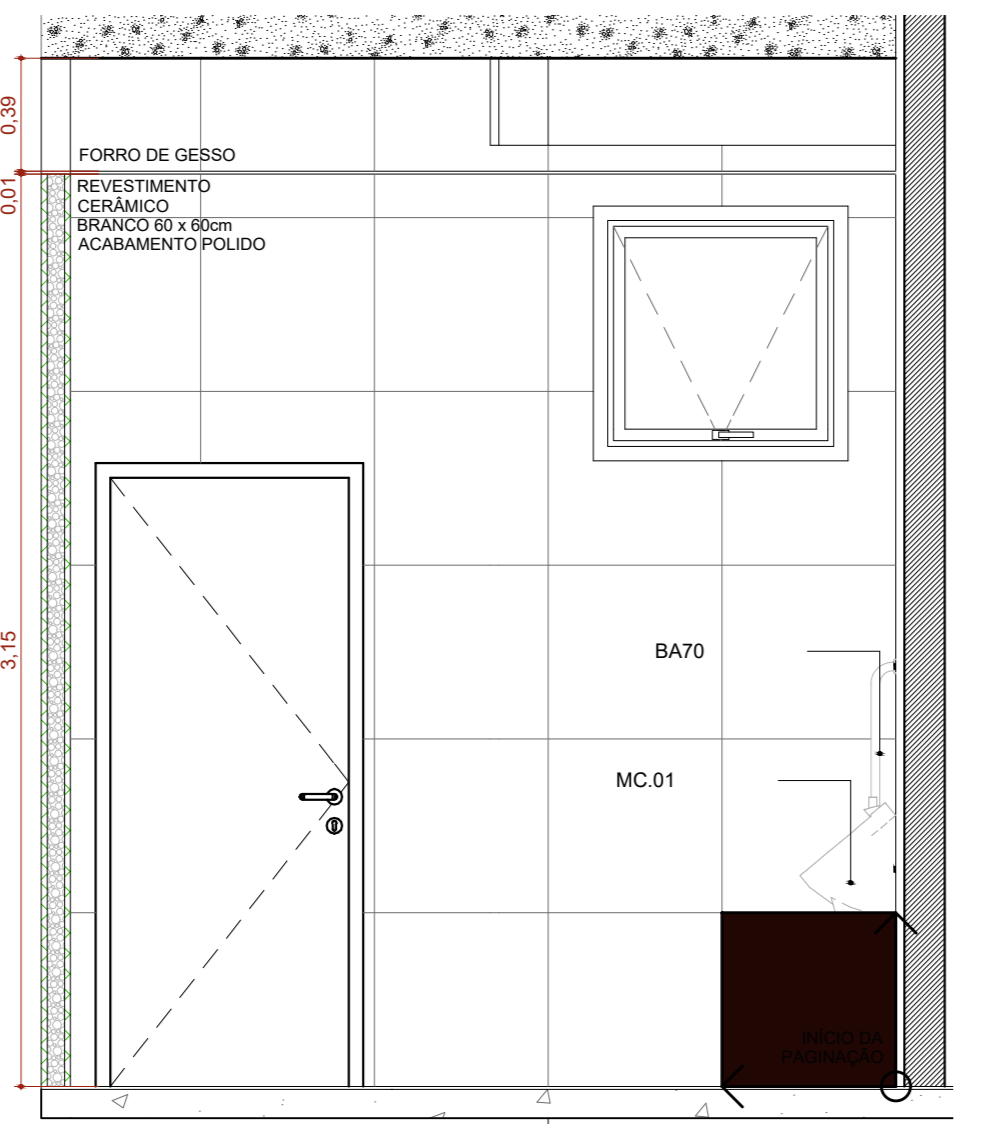 0,39
FORRO DE GESSO
0,01
REVESTIMENTO
CERÂMICO
BRANCO 60 x 60cm
ACABAMENTO POLIDO
3,15
BA70
MC.01
INÍCIO DA
PAGINAÇÃO